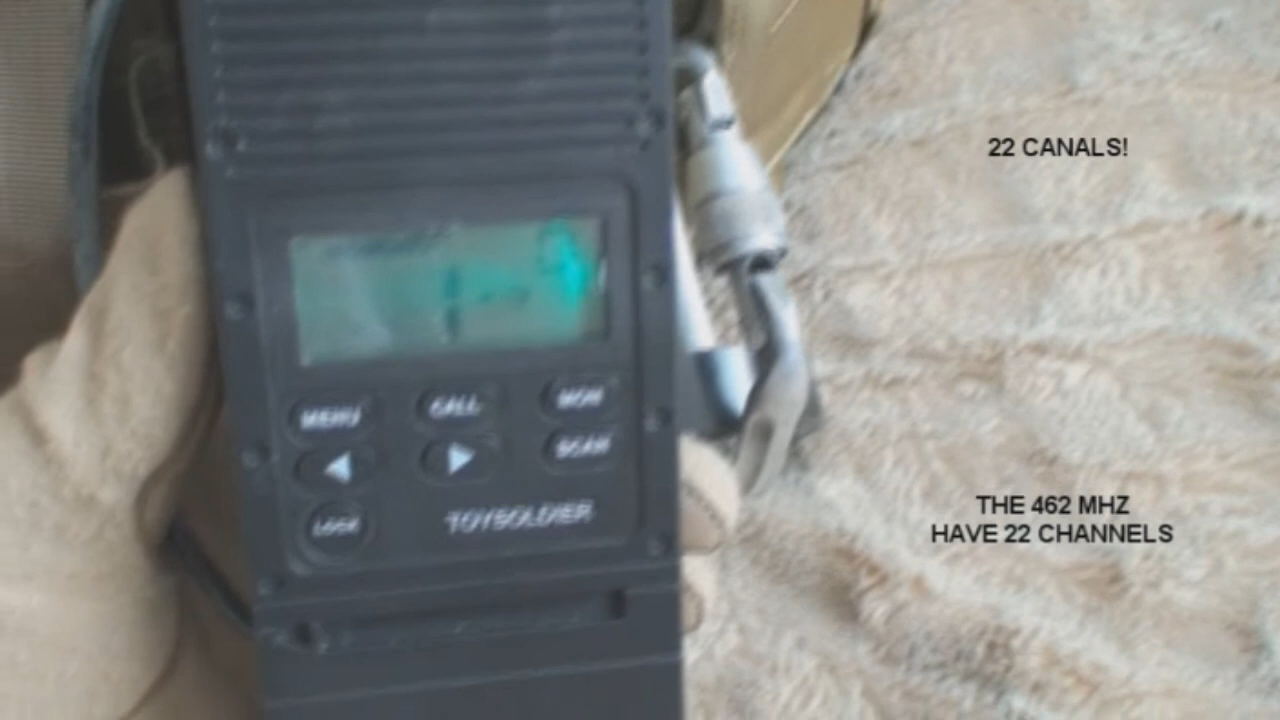 22 CANALS!
MENU
CALL
MON
SCAN
LOCK
TOYSOLDIER
THE 462 MHZ
HAVE 22 CHANNELS